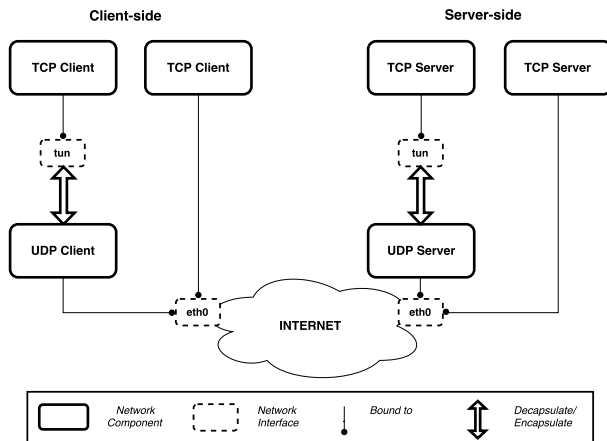 Client-side
Server-side
TCP Client
TCP Client
TCP Server
TCP Server
tun
tun
UDP Client
UDP Server
eth0
INTERNET
eth0
Network
Component
Network
Interface
Bound to
Decapsulate/
Encapsulate